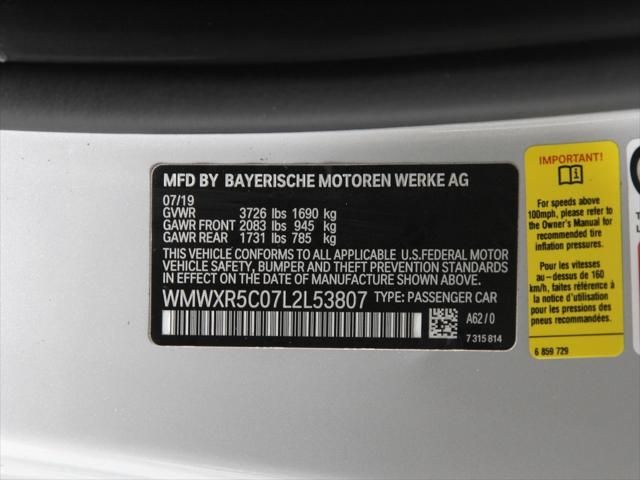 MFD BY BAYERISCHE MOTOREN WERKE AG
07/19
GVWR 3726 lbs 1690 kg
GAWR FRONT 2083 lbs 945 kg
GAWR REAR 1731 lbs 785 kg
THIS VEHICLE CONFORMS TO ALL APPLICABLE U.S.FEDERAL MOTOR
VEHICLE SAFETY, BUMPER, AND THEFT PREVENTION STANDARDS
IN EFFECT ON THE DATE OF MANUFACTURE SHOWN ABOVE.
WMWXR5C07L2L53807 TYPE: PASSENGER CAR
A62/0
7 315 814
IMPORTANT!
For speeds above
100mph, please refer to
the Owner's Manual for
recommended tire
inflation pressures.
Pour les vitesses
au-dessus de 160
km/h, faites référence à
la notice d'utilisation
pour les pressions des
pneus recommandées.
6 859 729